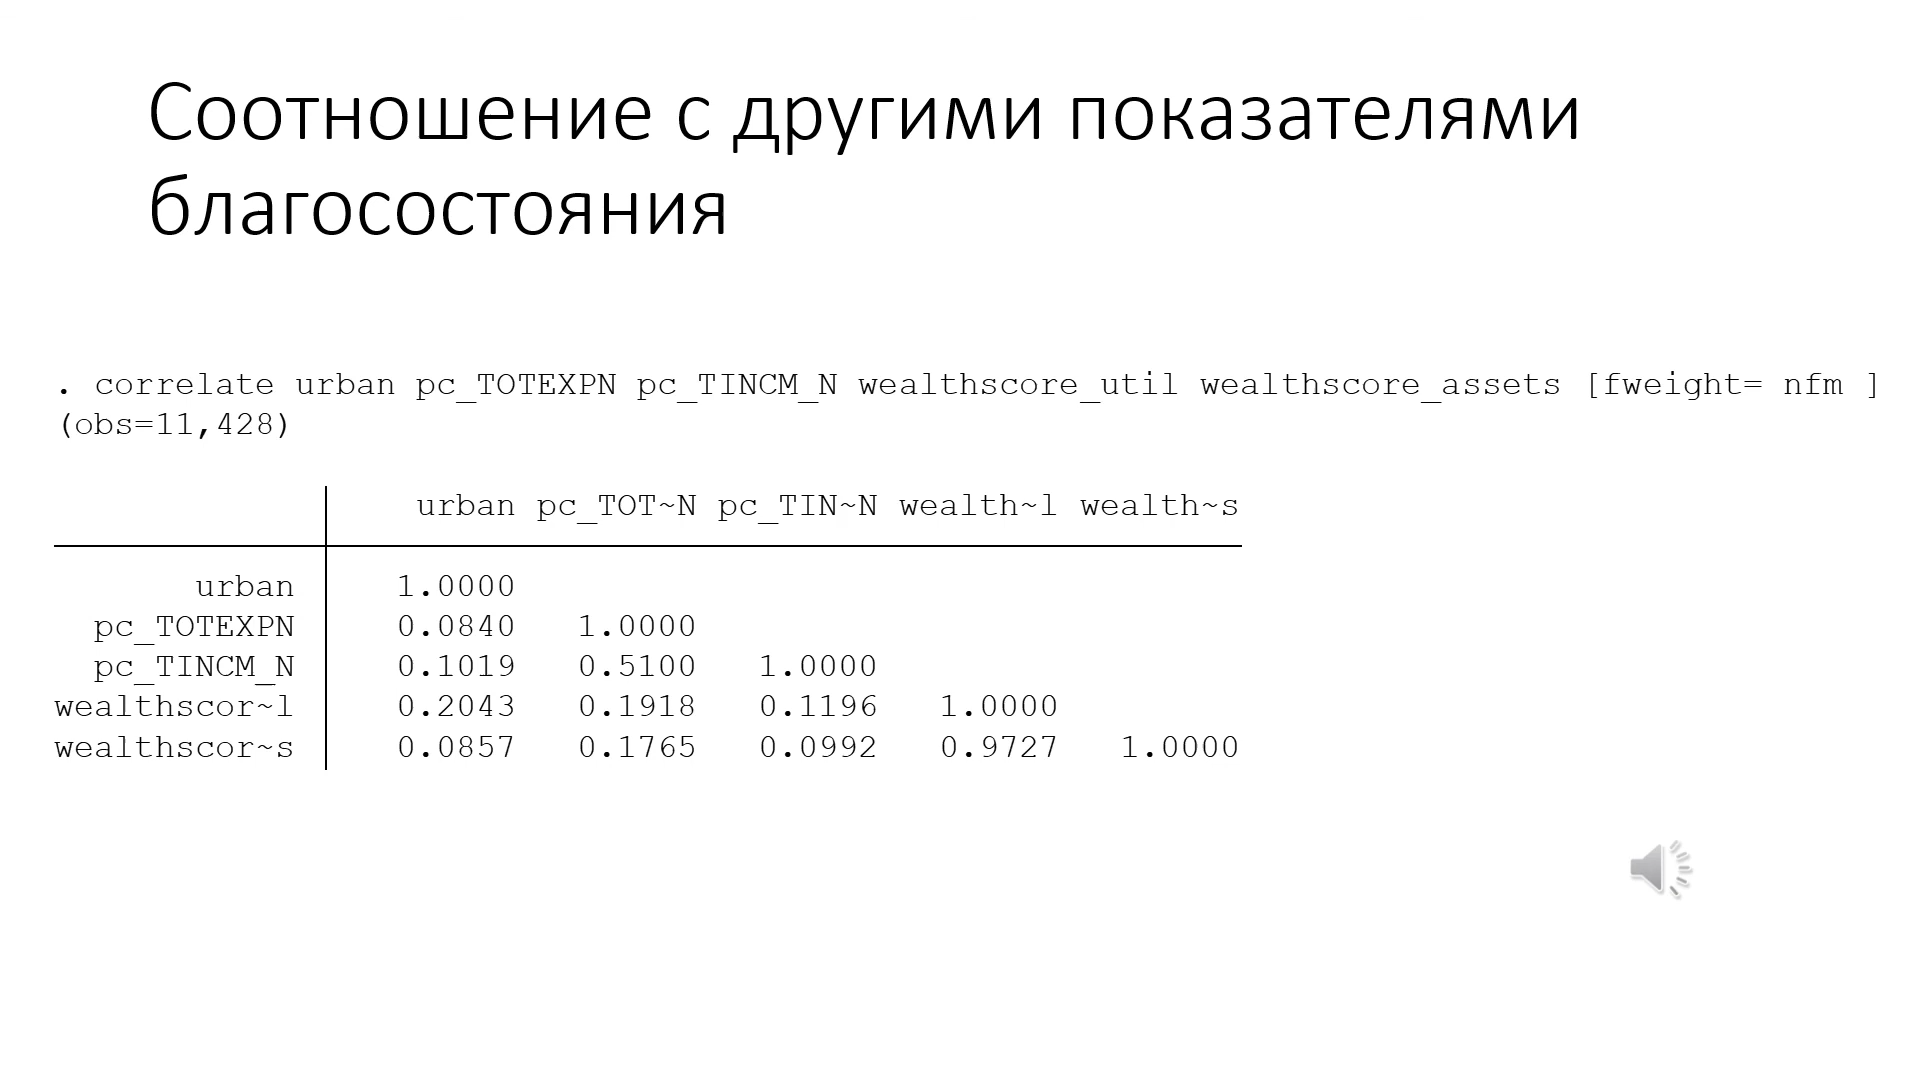 Соотношение с другими показателями
благосостояния
. correlate urban pc_TOTEXPN pc_TINCM_N wealthscore_util wealthscore_assets [fweight= nfm ]
(obs=11,428)
urban pc_TOT~N pc_TIN~N wealth~l wealth~s
urban 1.0000
pc_TOTEXPN 0.0840 1.0000
pc_TINCM_N 0.1019 0.5100 1.0000
wealthscor~l 0.2043 0.1918 0.1196 1.0000
wealthscor~s 0.0857 0.1765 0.0992 0.9727 1.0000